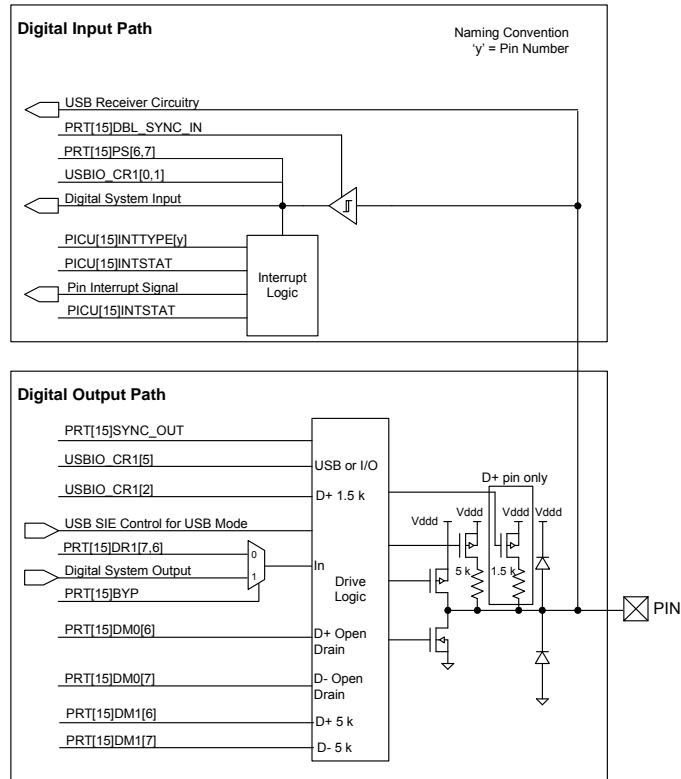 Digital Input Path
Naming Convention
'y' = Pin Number
USB Receiver Circuitry
PRT[15]DBL_SYNC_IN
PRT[15]PS[6,7]
USBIO_CR1[0,1]
Digital System Input
PICU[15]INTTYPE[y]
PICU[15]INTSTAT
Pin Interrupt Signal
PICU[15]INTSTAT
Interrupt
Logic
Digital Output Path
PRT[15]SYNC_OUT
USBIO_CR1[5]
USB or I/O
USBIO_CR1[2]
D+ 1.5 k
D+ pin only
USB SIE Control for USB Mode
Vddd
Vddd
Vddd
Vddd
PRT[15]DR1[7,6]
0
Digital System Output
1
In
PRT[15]BYP
Drive
Logic
5 k
1.5 k
PIN
PRT[15]DM0[6]
D+ Open
Drain
PRT[15]DM0[7]
D- Open
Drain
PRT[15]DM1[6]
D+ 5 k
PRT[15]DM1[7]
D- 5 k